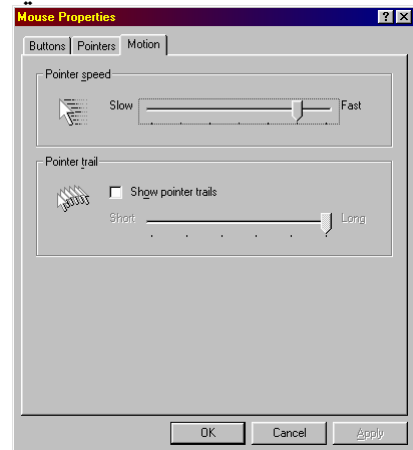 Mouse Properties
Buttons Pointers Motion
Pointer speed
Slow Fast
Pointer trail
Show pointer trails
Short Long
OK Cancel Apply